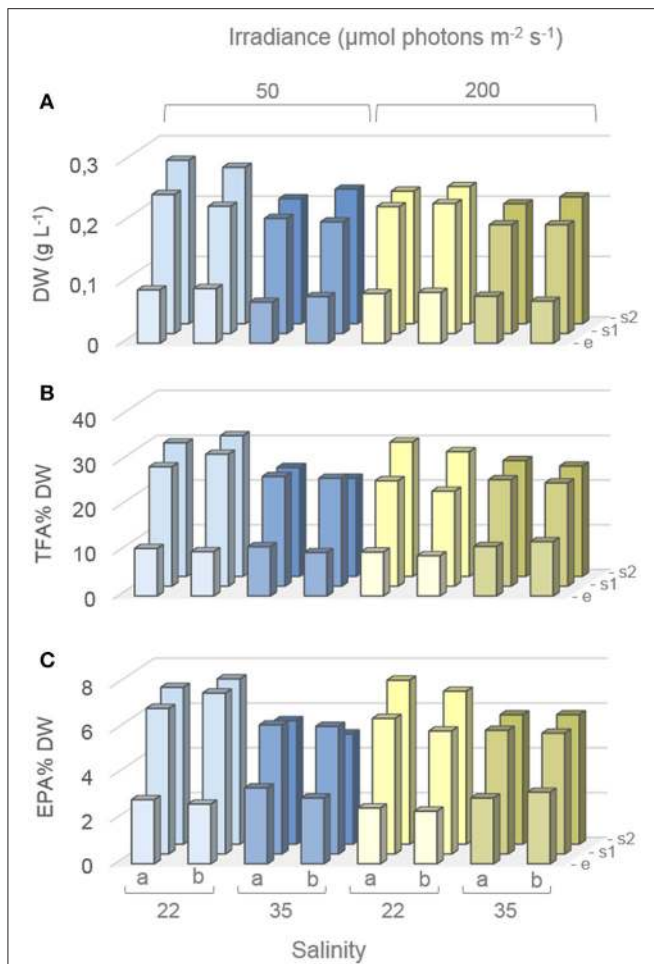 Irradiance (µmol photons m-2 s-1)
50 200
A
DW (g L-1)
0,3
0,2
0,1
0
- e - s1 - s2
B
TFA% DW
40
30
20
10
0
- e - s1 - s2
C
EPA% DW
8
6
4
2
0
- e - s1 - s2
a b a b a b a b
22 35 22 35
Salinity